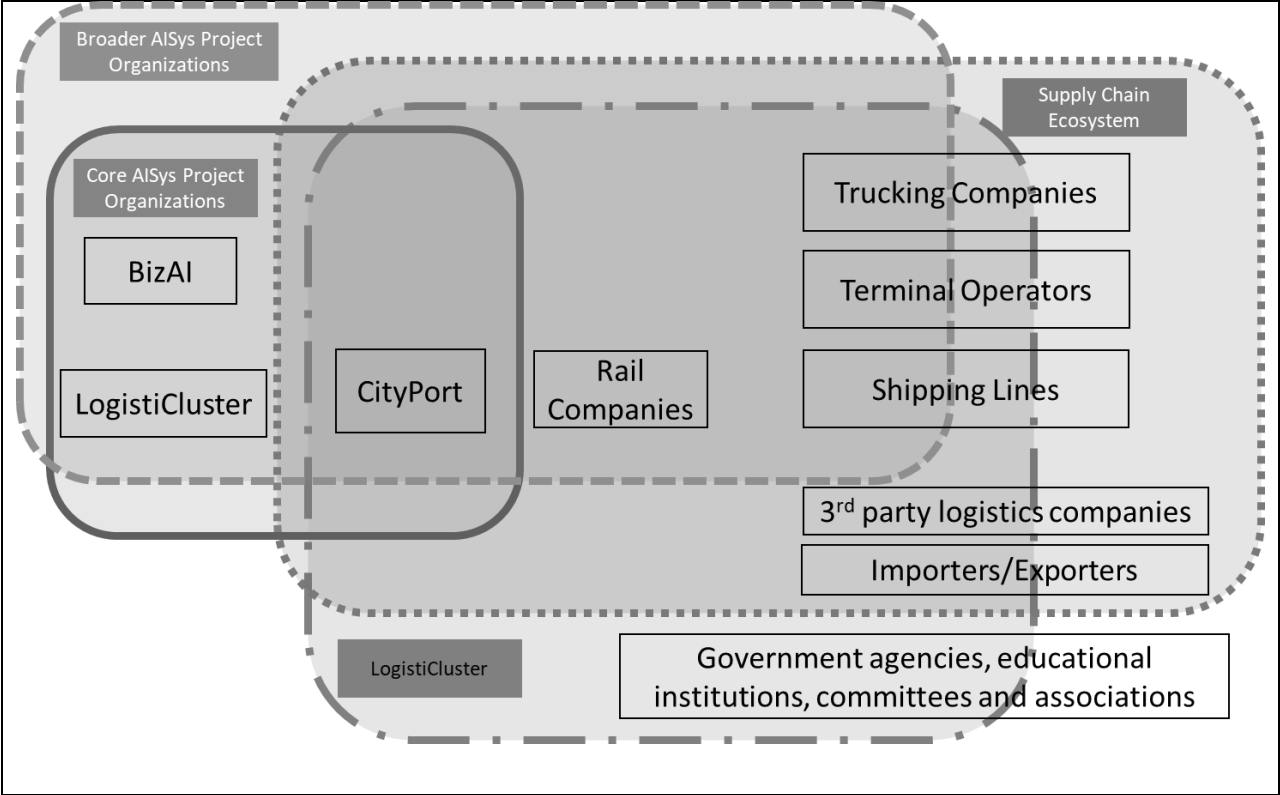 Broader AISys Project
Organizations
Supply Chain
Ecosystem
Core AISys Project
Organizations
Trucking Companies
BizAI
Terminal Operators
LogistiCluster
CityPort
Rail
Companies
Shipping Lines
3rd party logistics companies
Importers/Exporters
LogistiCluster
Government agencies, educational
institutions, committees and associations